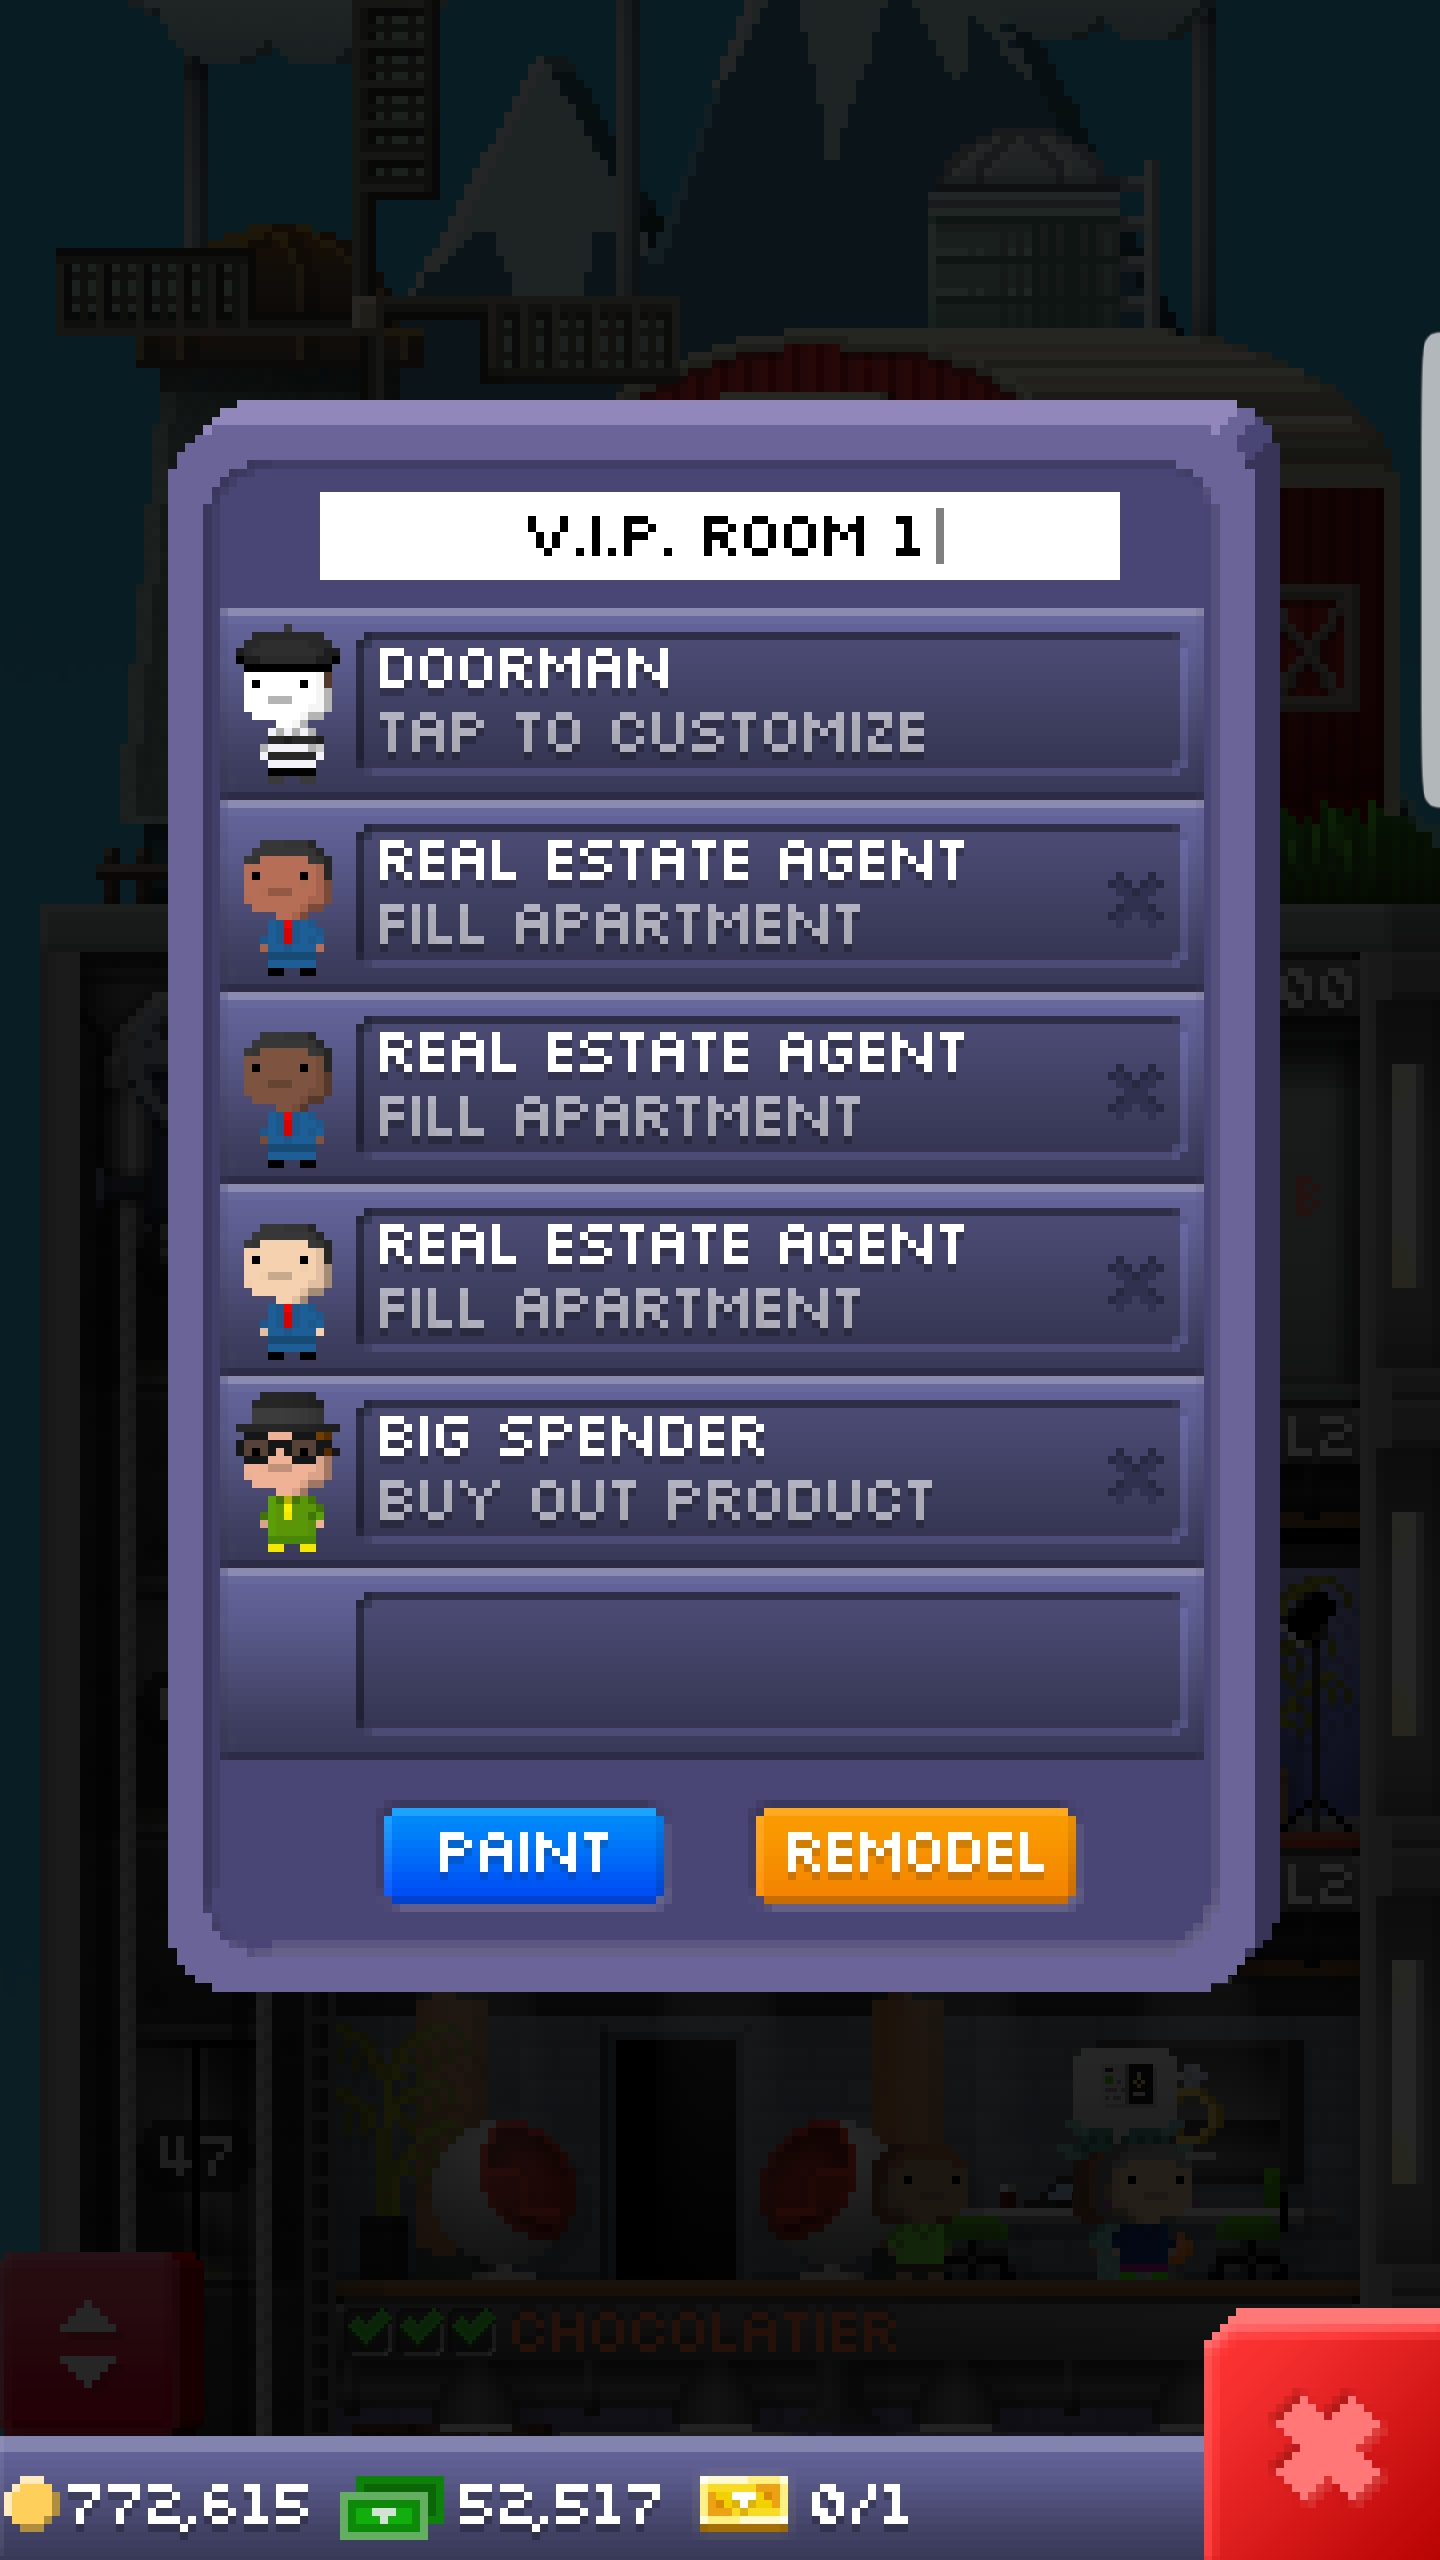 V.I.P. ROOM 1
DOORMAN
TAP TO CUSTOMIZE
REAL ESTATE AGENT
FILL APARTMENT
REAL ESTATE AGENT
FILL APARTMENT
REAL ESTATE AGENT
FILL APARTMENT
BIG SPENDER
BUY OUT PRODUCT
PAINT
REMODEL
47
CHOCOLATIER
772,615
52,517
0/1